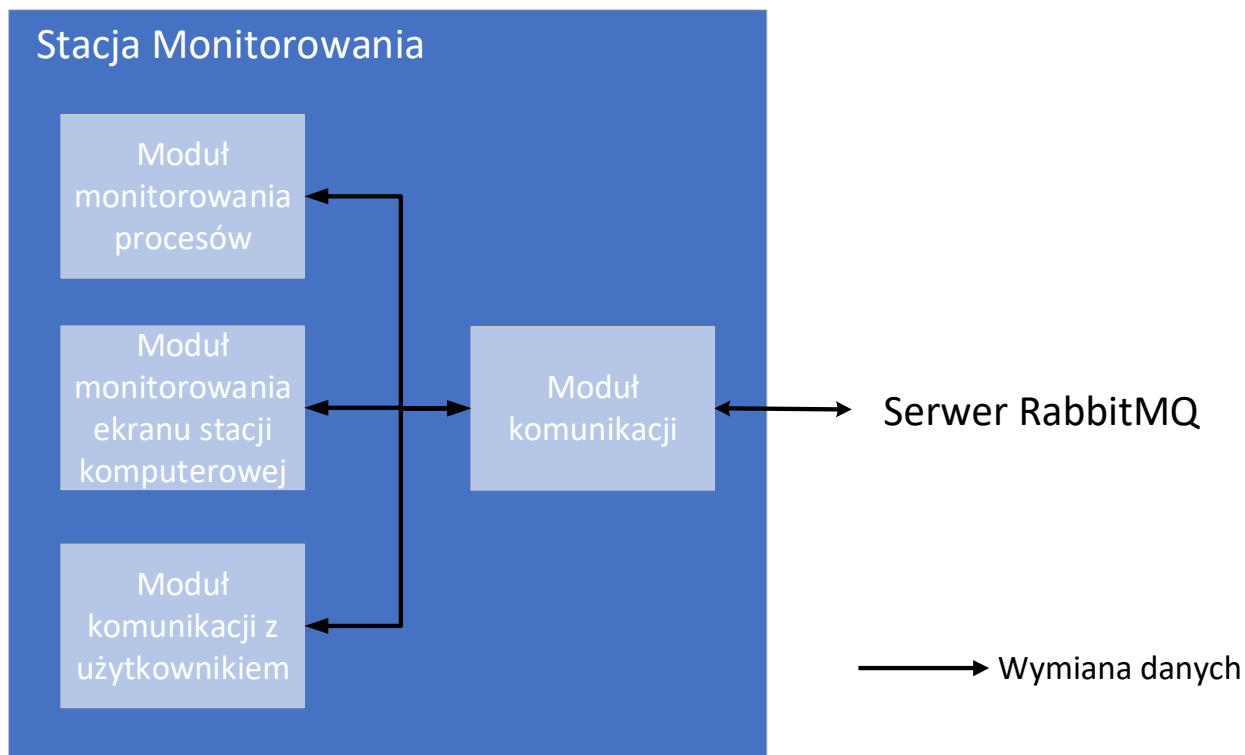 Stacja Monitorowania
Moduł
monitorowania
procesów
Moduł
monitorowania
ekranu stacji
komputerowej
Moduł
komunikacji z
użytkownikiem
Moduł
komunikacji
Serwer RabbitMQ
Wymiana danych